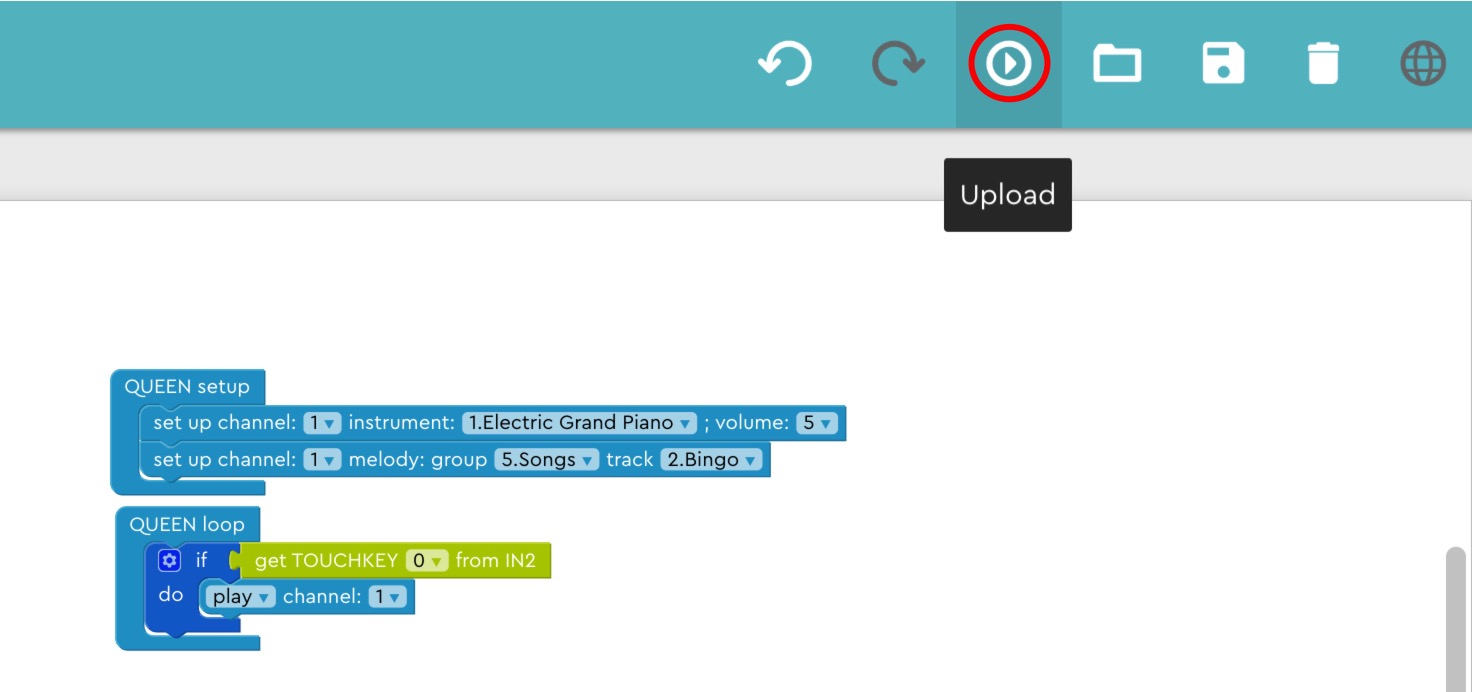 Upload
QUEEN setup
set up channel: 1 instrument: 1.Electric Grand Piano ; volume: 5
set up channel: 1 melody: group 5.Songs track 2.Bingo
QUEEN loop
if get TOUCHKEY 0 from IN2
do play channel: 1